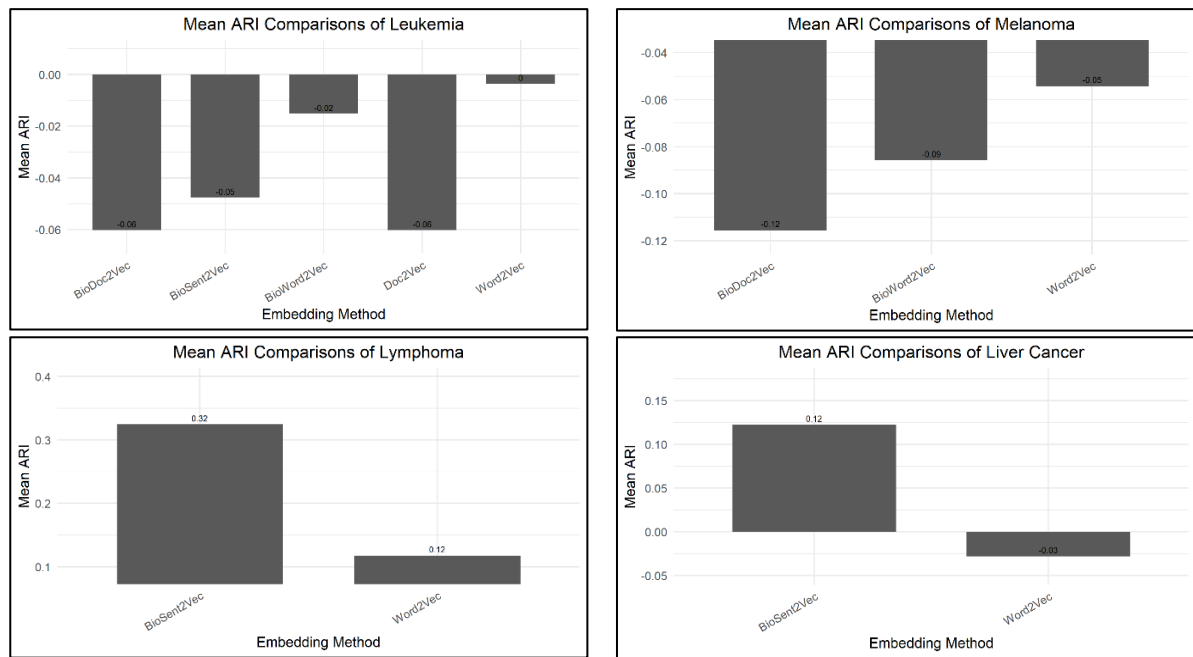 Mean ARI Comparisons of Leukemia
Mean ARI
0.00
-0.02
-0.04
-0.06
-0.06
-0.05
-0.02
-0.06
0
BioDoc2Vec
BioSent2Vec
BioWord2Vec
Doc2Vec
Word2Vec
Embedding Method
Mean ARI Comparisons of Melanoma
Mean ARI
-0.04
-0.06
-0.08
-0.10
-0.12
-0.12
-0.09
-0.05
BioDoc2Vec
BioWord2Vec
Word2Vec
Embedding Method
Mean ARI Comparisons of Lymphoma
Mean ARI
0.4
0.3
0.2
0.1
0.32
0.12
BioSent2Vec
Word2Vec
Embedding Method
Mean ARI Comparisons of Liver Cancer
Mean ARI
0.15
0.10
0.05
0.00
-0.05
0.12
-0.03
BioSent2Vec
Word2Vec
Embedding Method